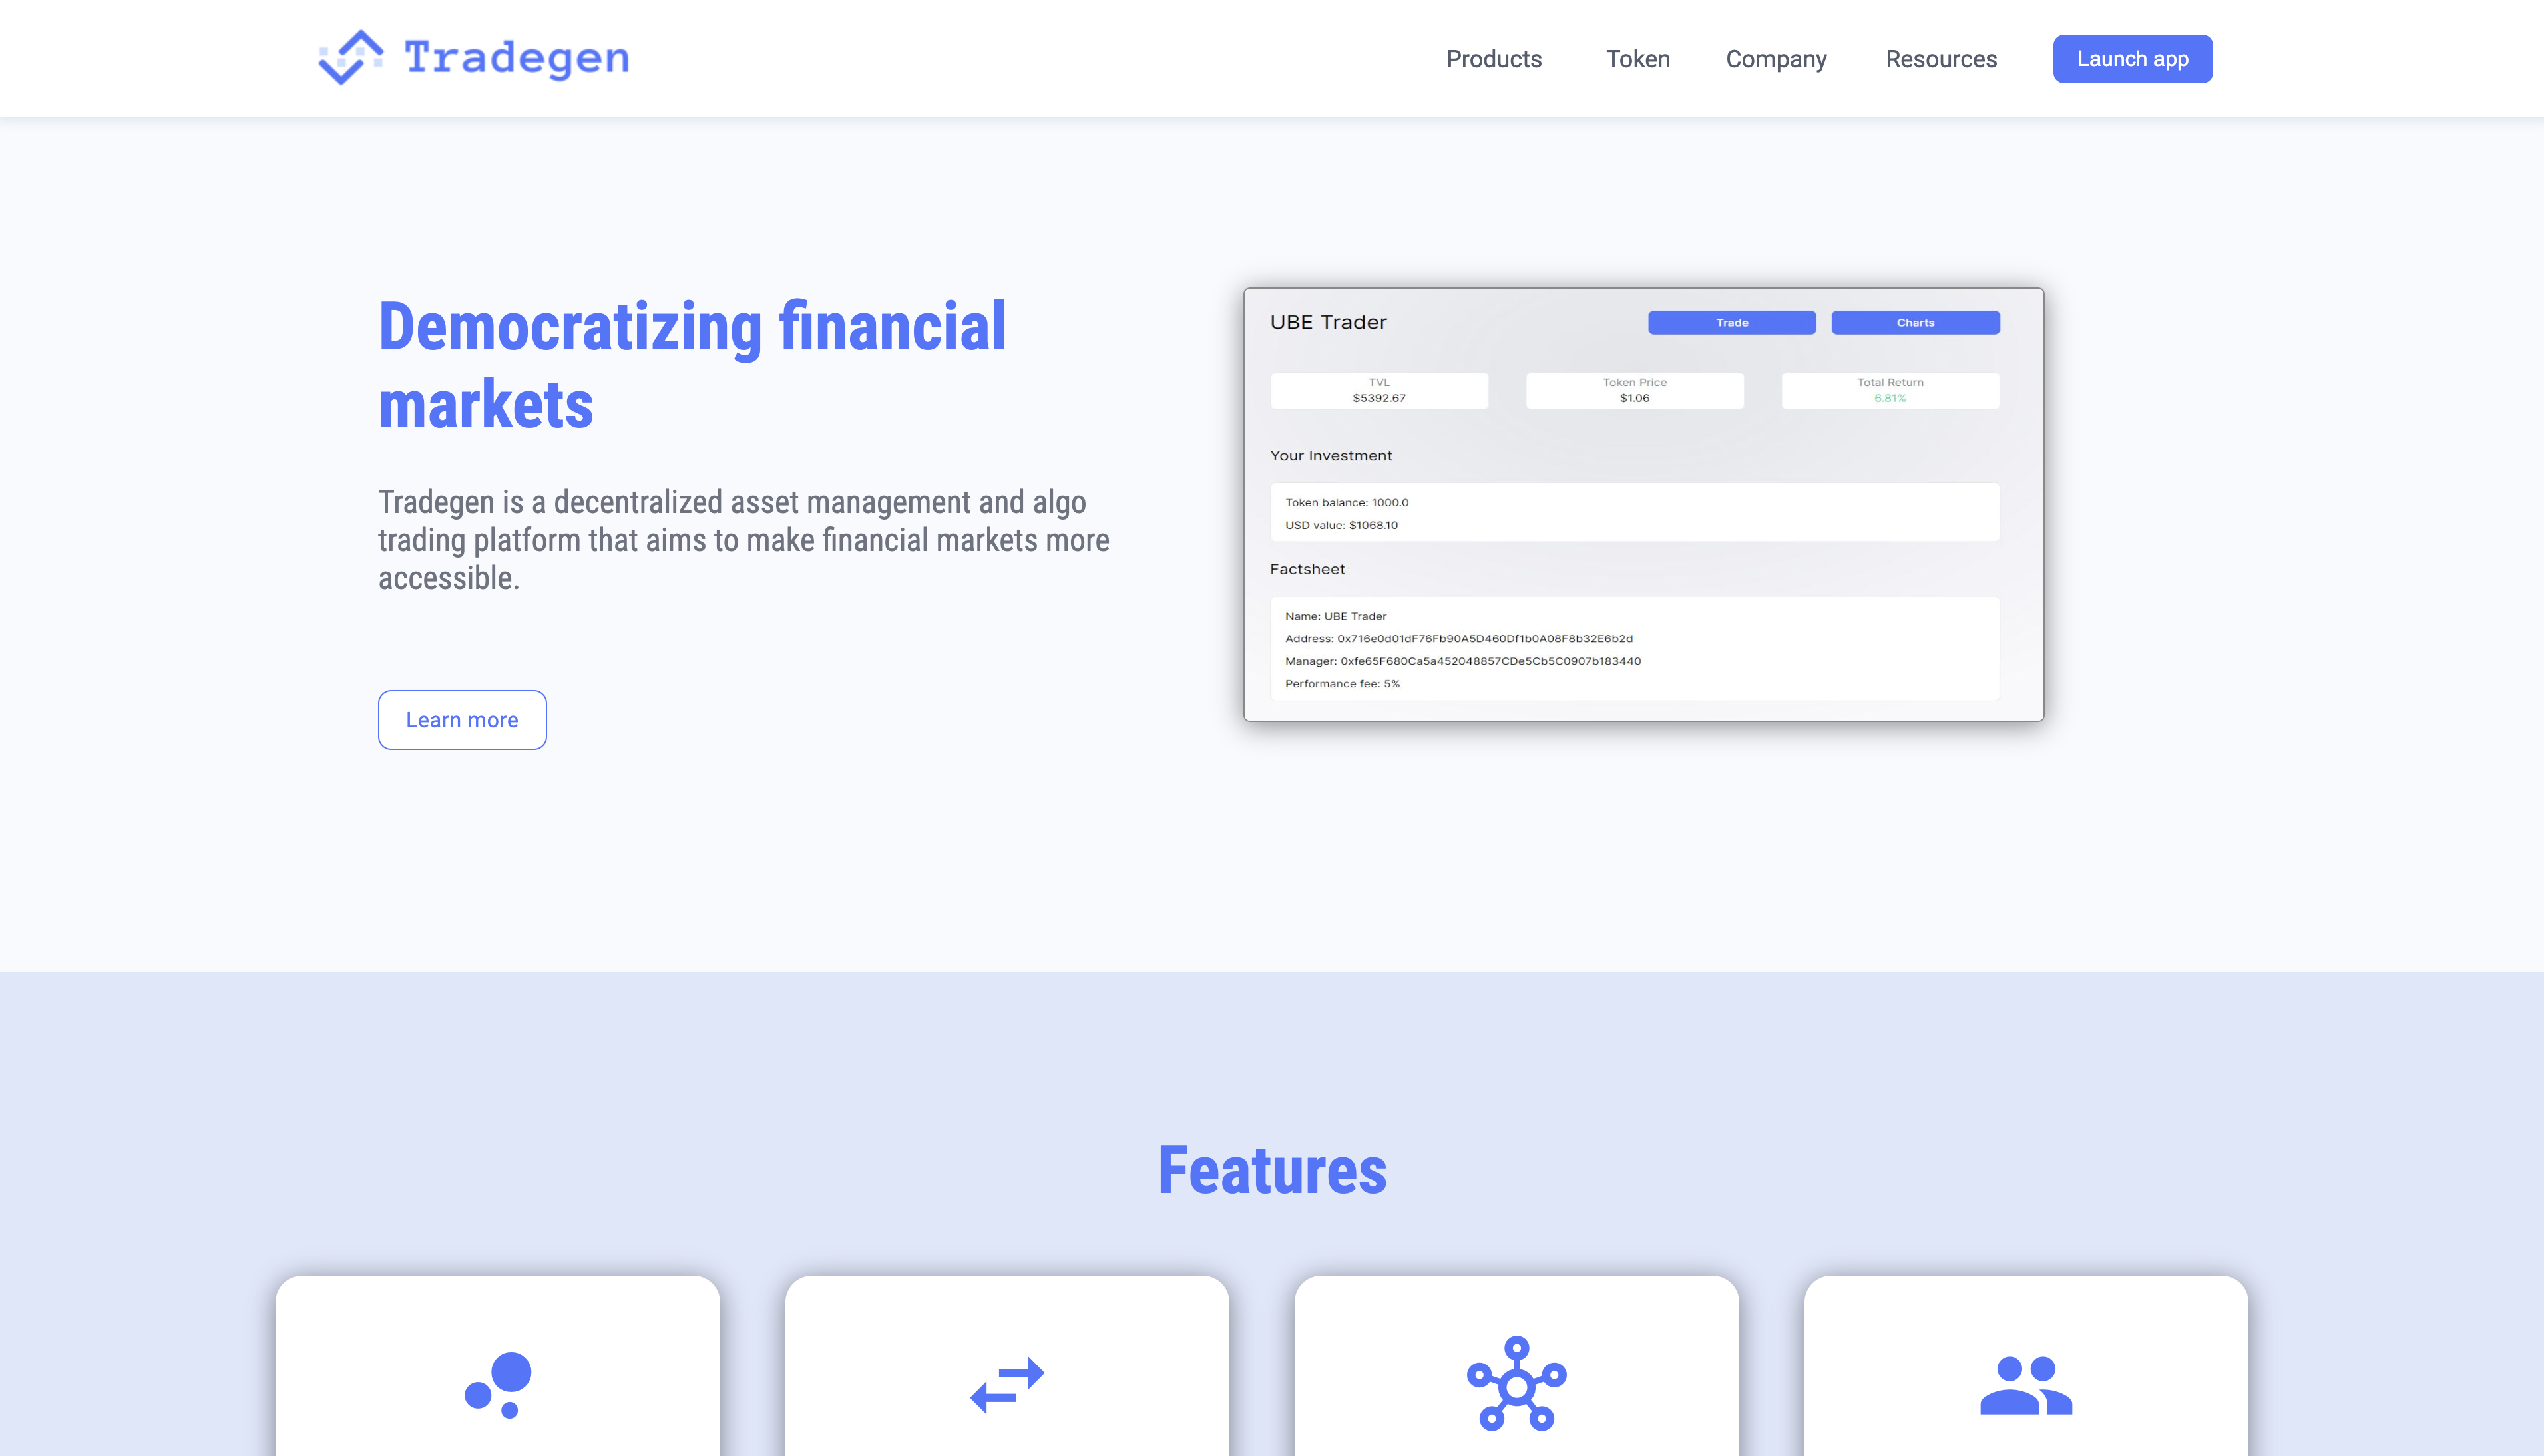 Tradegen
Products Token Company Resources Launch app
Democratizing financial
markets
Tradegen is a decentralized asset management and algo
trading platform that aims to make financial markets more
accessible.
Learn more
UBE Trader
Trade Charts
TVL
$5392.67
Token Price
$1.06
Total Return
6.81%
Your Investment
Token balance: 1000.0
USD value: $1068.10
Factsheet
Name: UBE Trader
Address: 0x716e0d01dF76Fb90A5D460Df1b0A08F8b32E6b2d
Manager: 0xfe65F680Ca5a452048857CDe5Cb5C0907b183440
Performance fee: 5%
Features